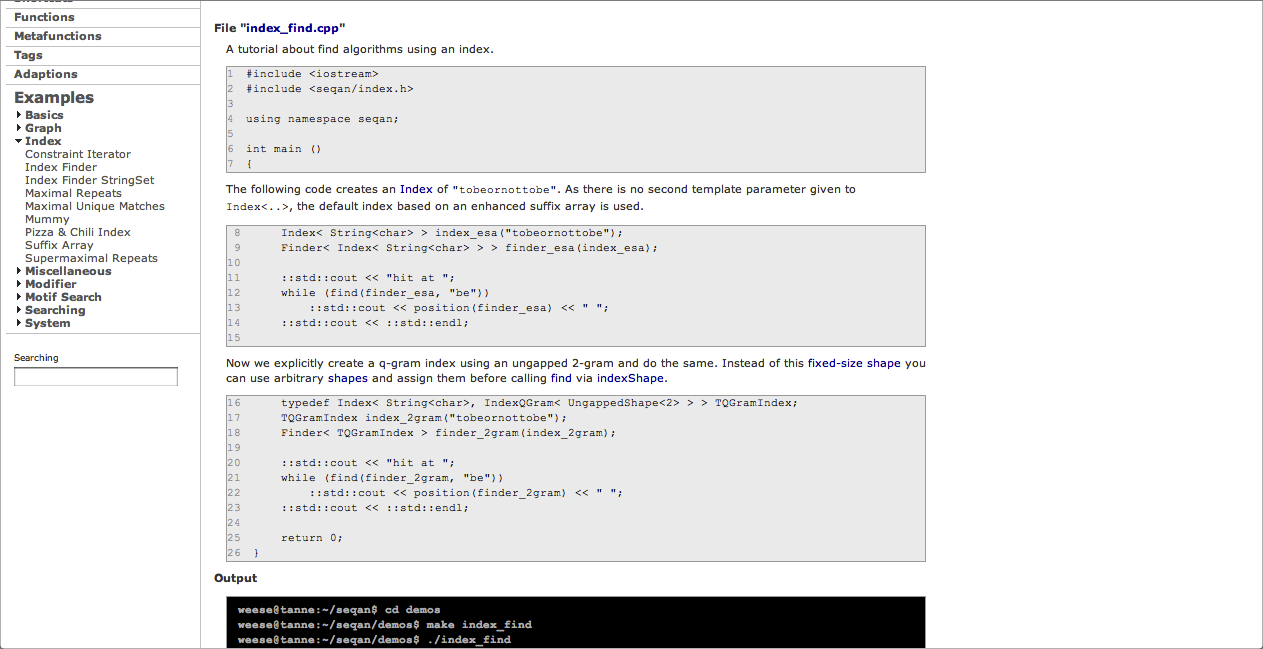 Shortcuts
Functions
Metafunctions
Tags
Adaptions
Examples
Basics
Graph
Index
Constraint Iterator
Index Finder
Index Finder StringSet
Maximal Repeats
Maximal Unique Matches
Mummy
Pizza & Chili Index
Suffix Array
Supermaximal Repeats
Miscellaneous
Modifier
Motif Search
Searching
System
Searching
File "index_find.cpp"
A tutorial about find algorithms using an index.
1 #include <iostream>
2 #include <seqan/index.h>
3
4 using namespace seqan;
5
6 int main ()
7 {
The following code creates an Index of "tobeornottobe". As there is no second template parameter given to
Index<..>, the default index based on an enhanced suffix array is used.
8     Index< String<char> > index_esa("tobeornottobe");
9     Finder< Index< String<char> > > finder_esa(index_esa);
10
11     ::std::cout << "hit at ";
12     while (find(finder_esa, "be"))
13         ::std::cout << position(finder_esa) << " ";
14     ::std::cout << ::std::endl;
15
Now we explicitly create a q-gram index using an ungapped 2-gram and do the same. Instead of this fixed-size shape you
can use arbitrary shapes and assign them before calling find via indexShape.
16     typedef Index< String<char>, IndexQGram< UngappedShape<2> > > TQGramIndex;
17     TQGramIndex index_2gram("tobeornottobe");
18     Finder< TQGramIndex > finder_2gram(index_2gram);
19
20     ::std::cout << "hit at ";
21     while (find(finder_2gram, "be"))
22         ::std::cout << position(finder_2gram) << " ";
23     ::std::cout << ::std::endl;
24
25     return 0;
26 }
Output
weese@tanne:~/seqan$ cd demos
weese@tanne:~/seqan/demos$ make index_find
weese@tanne:~/seqan/demos$ ./index_find